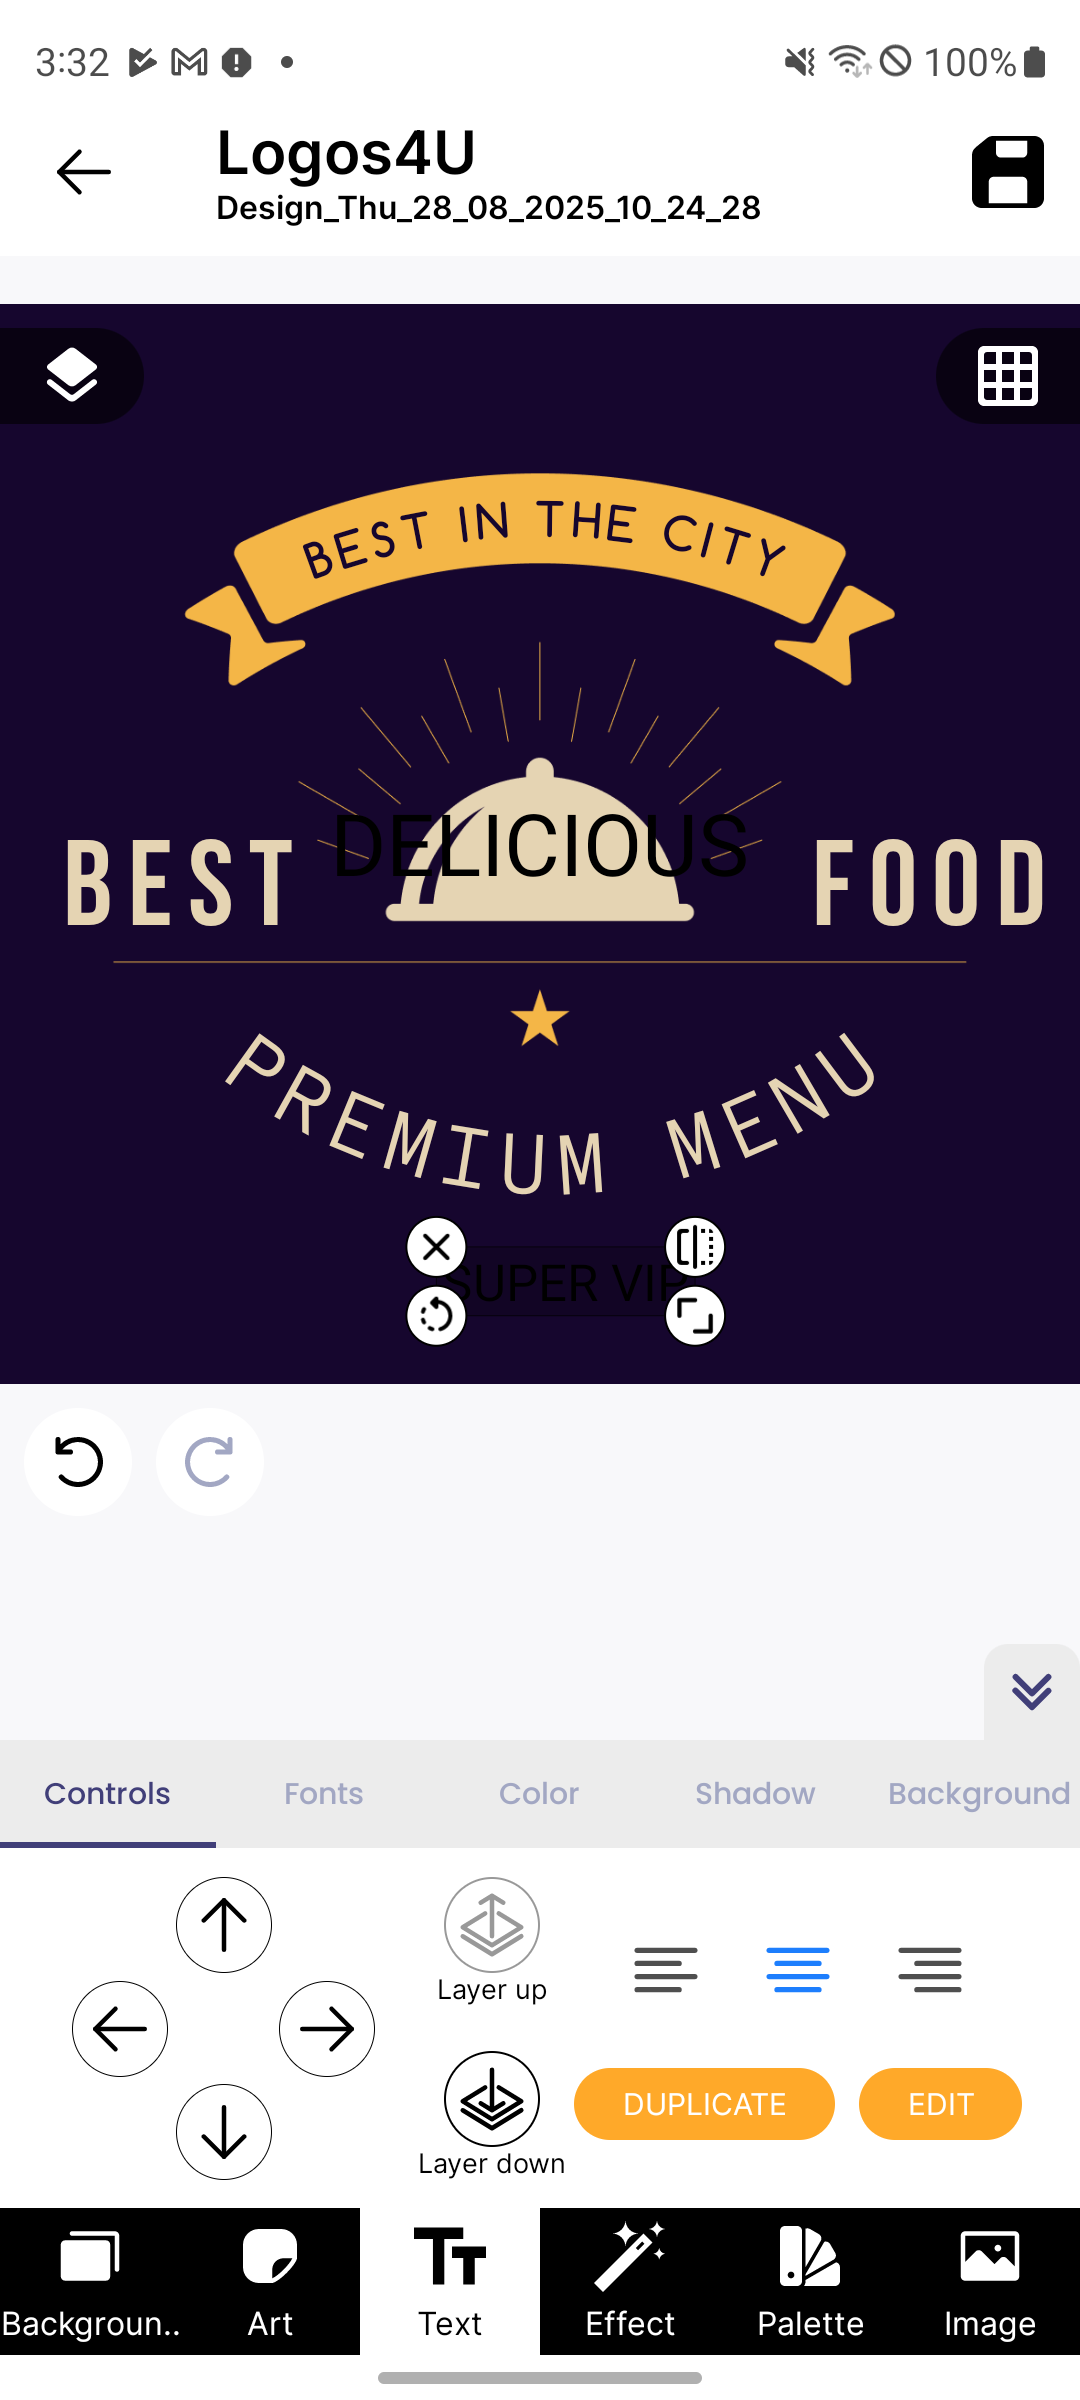 3:32
100%
Logos4U
Design_Thu_28_08_2025_10_24_28
BEST IN THE CITY
DELICIOUS
BEST FOOD
PREMIUM MENU
SUPER VIP
Controls Fonts Color Shadow Background
Layer up
DUPLICATE EDIT
Layer down
Backgroun.. Art Text Effect Palette Image